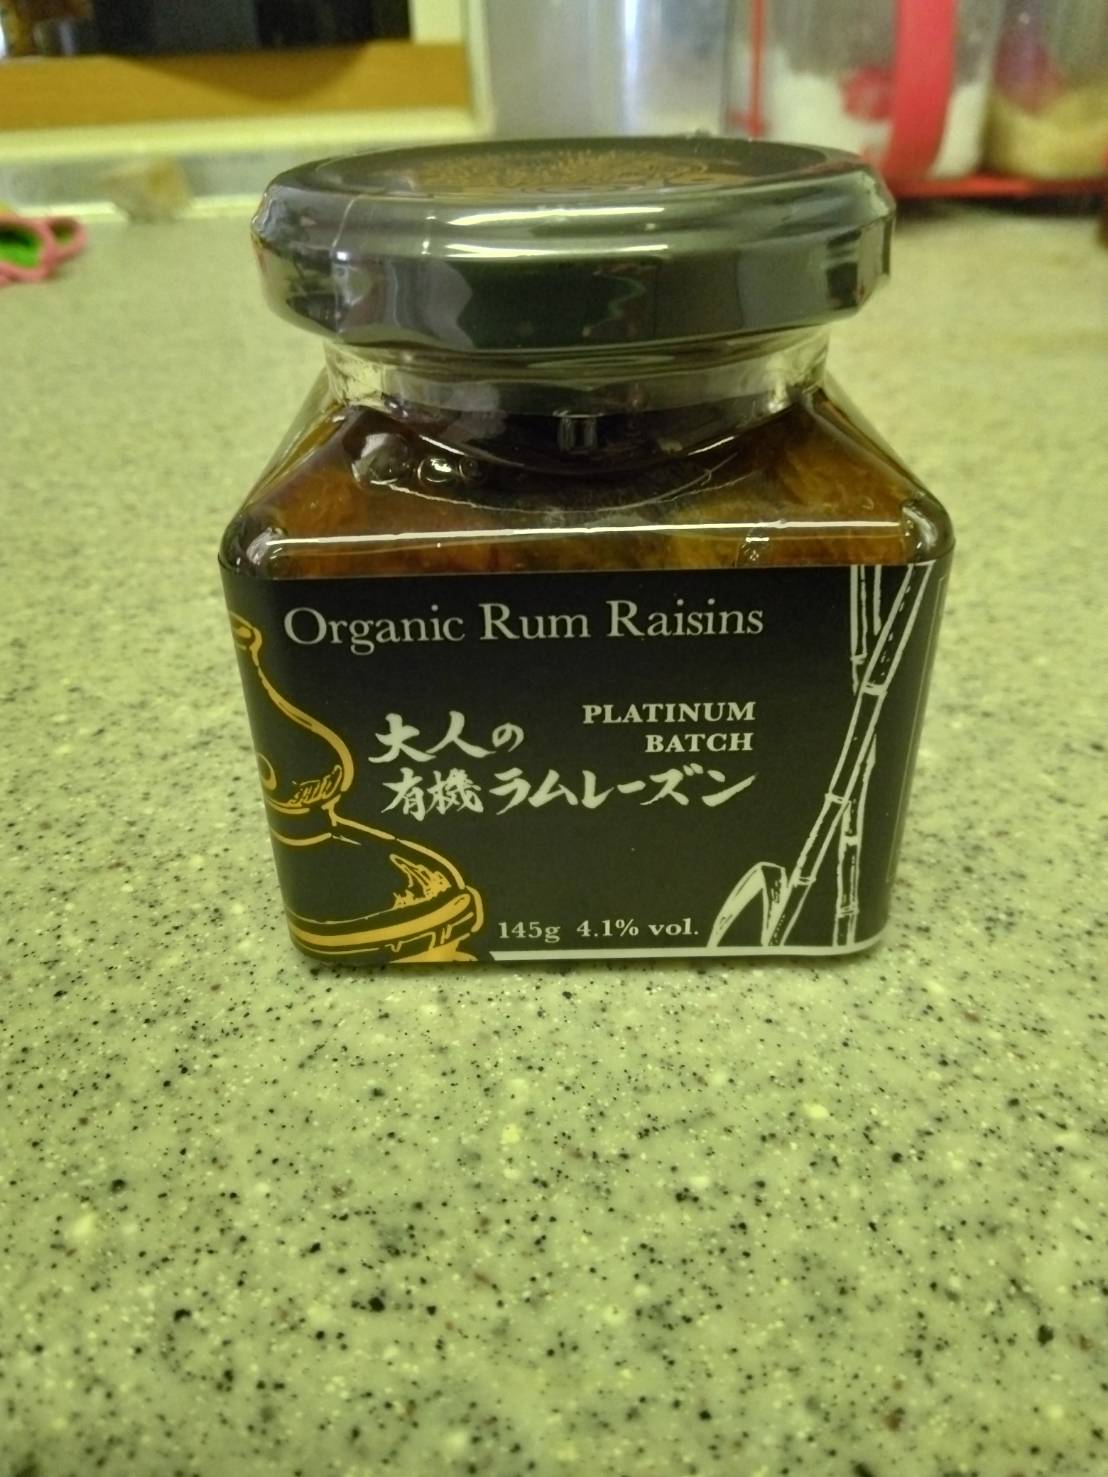 Organic Rum Raisins
PLATINUM
BATCH
大人の
有機ラムレーズン
145g 4.1% vol.